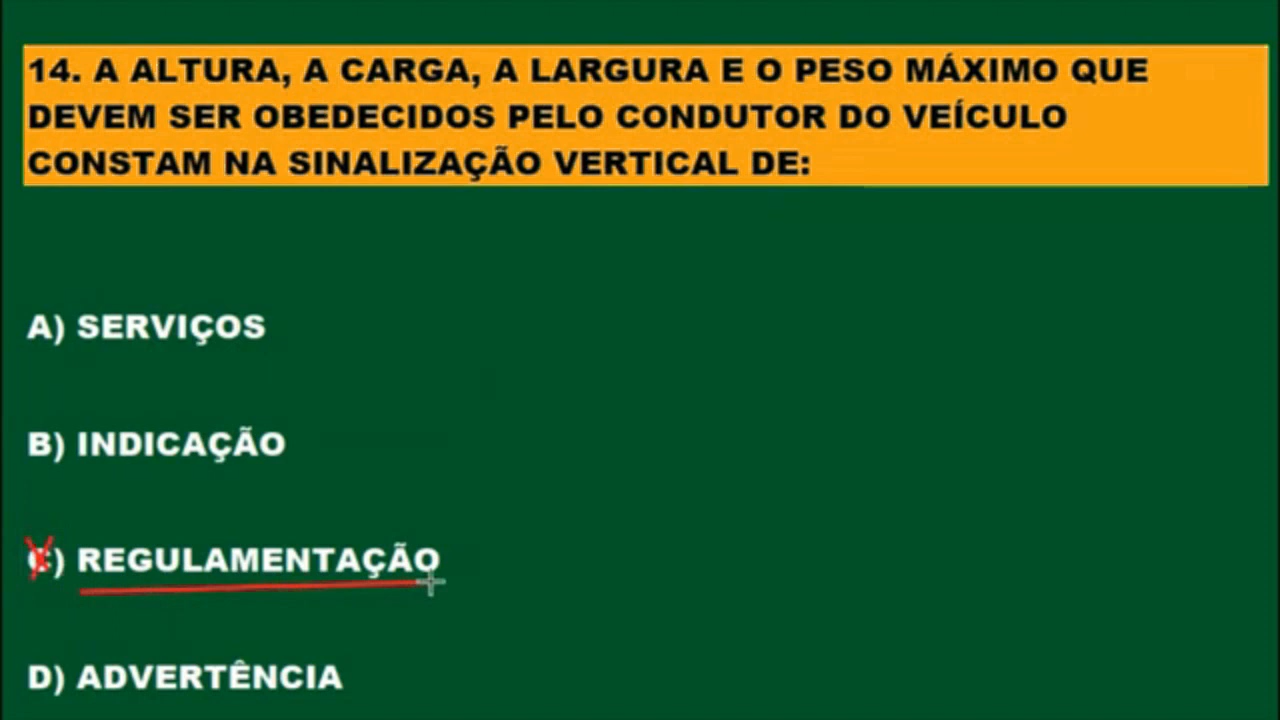 14. A ALTURA, A CARGA, A LARGURA E O PESO MÁXIMO QUE
DEVEM SER OBEDECIDOS PELO CONDUTOR DO VEÍCULO
CONSTAM NA SINALIZAÇÃO VERTICAL DE:
A) SERVIÇOS
B) INDICAÇÃO
C) REGULAMENTAÇÃO
D) ADVERTÊNCIA